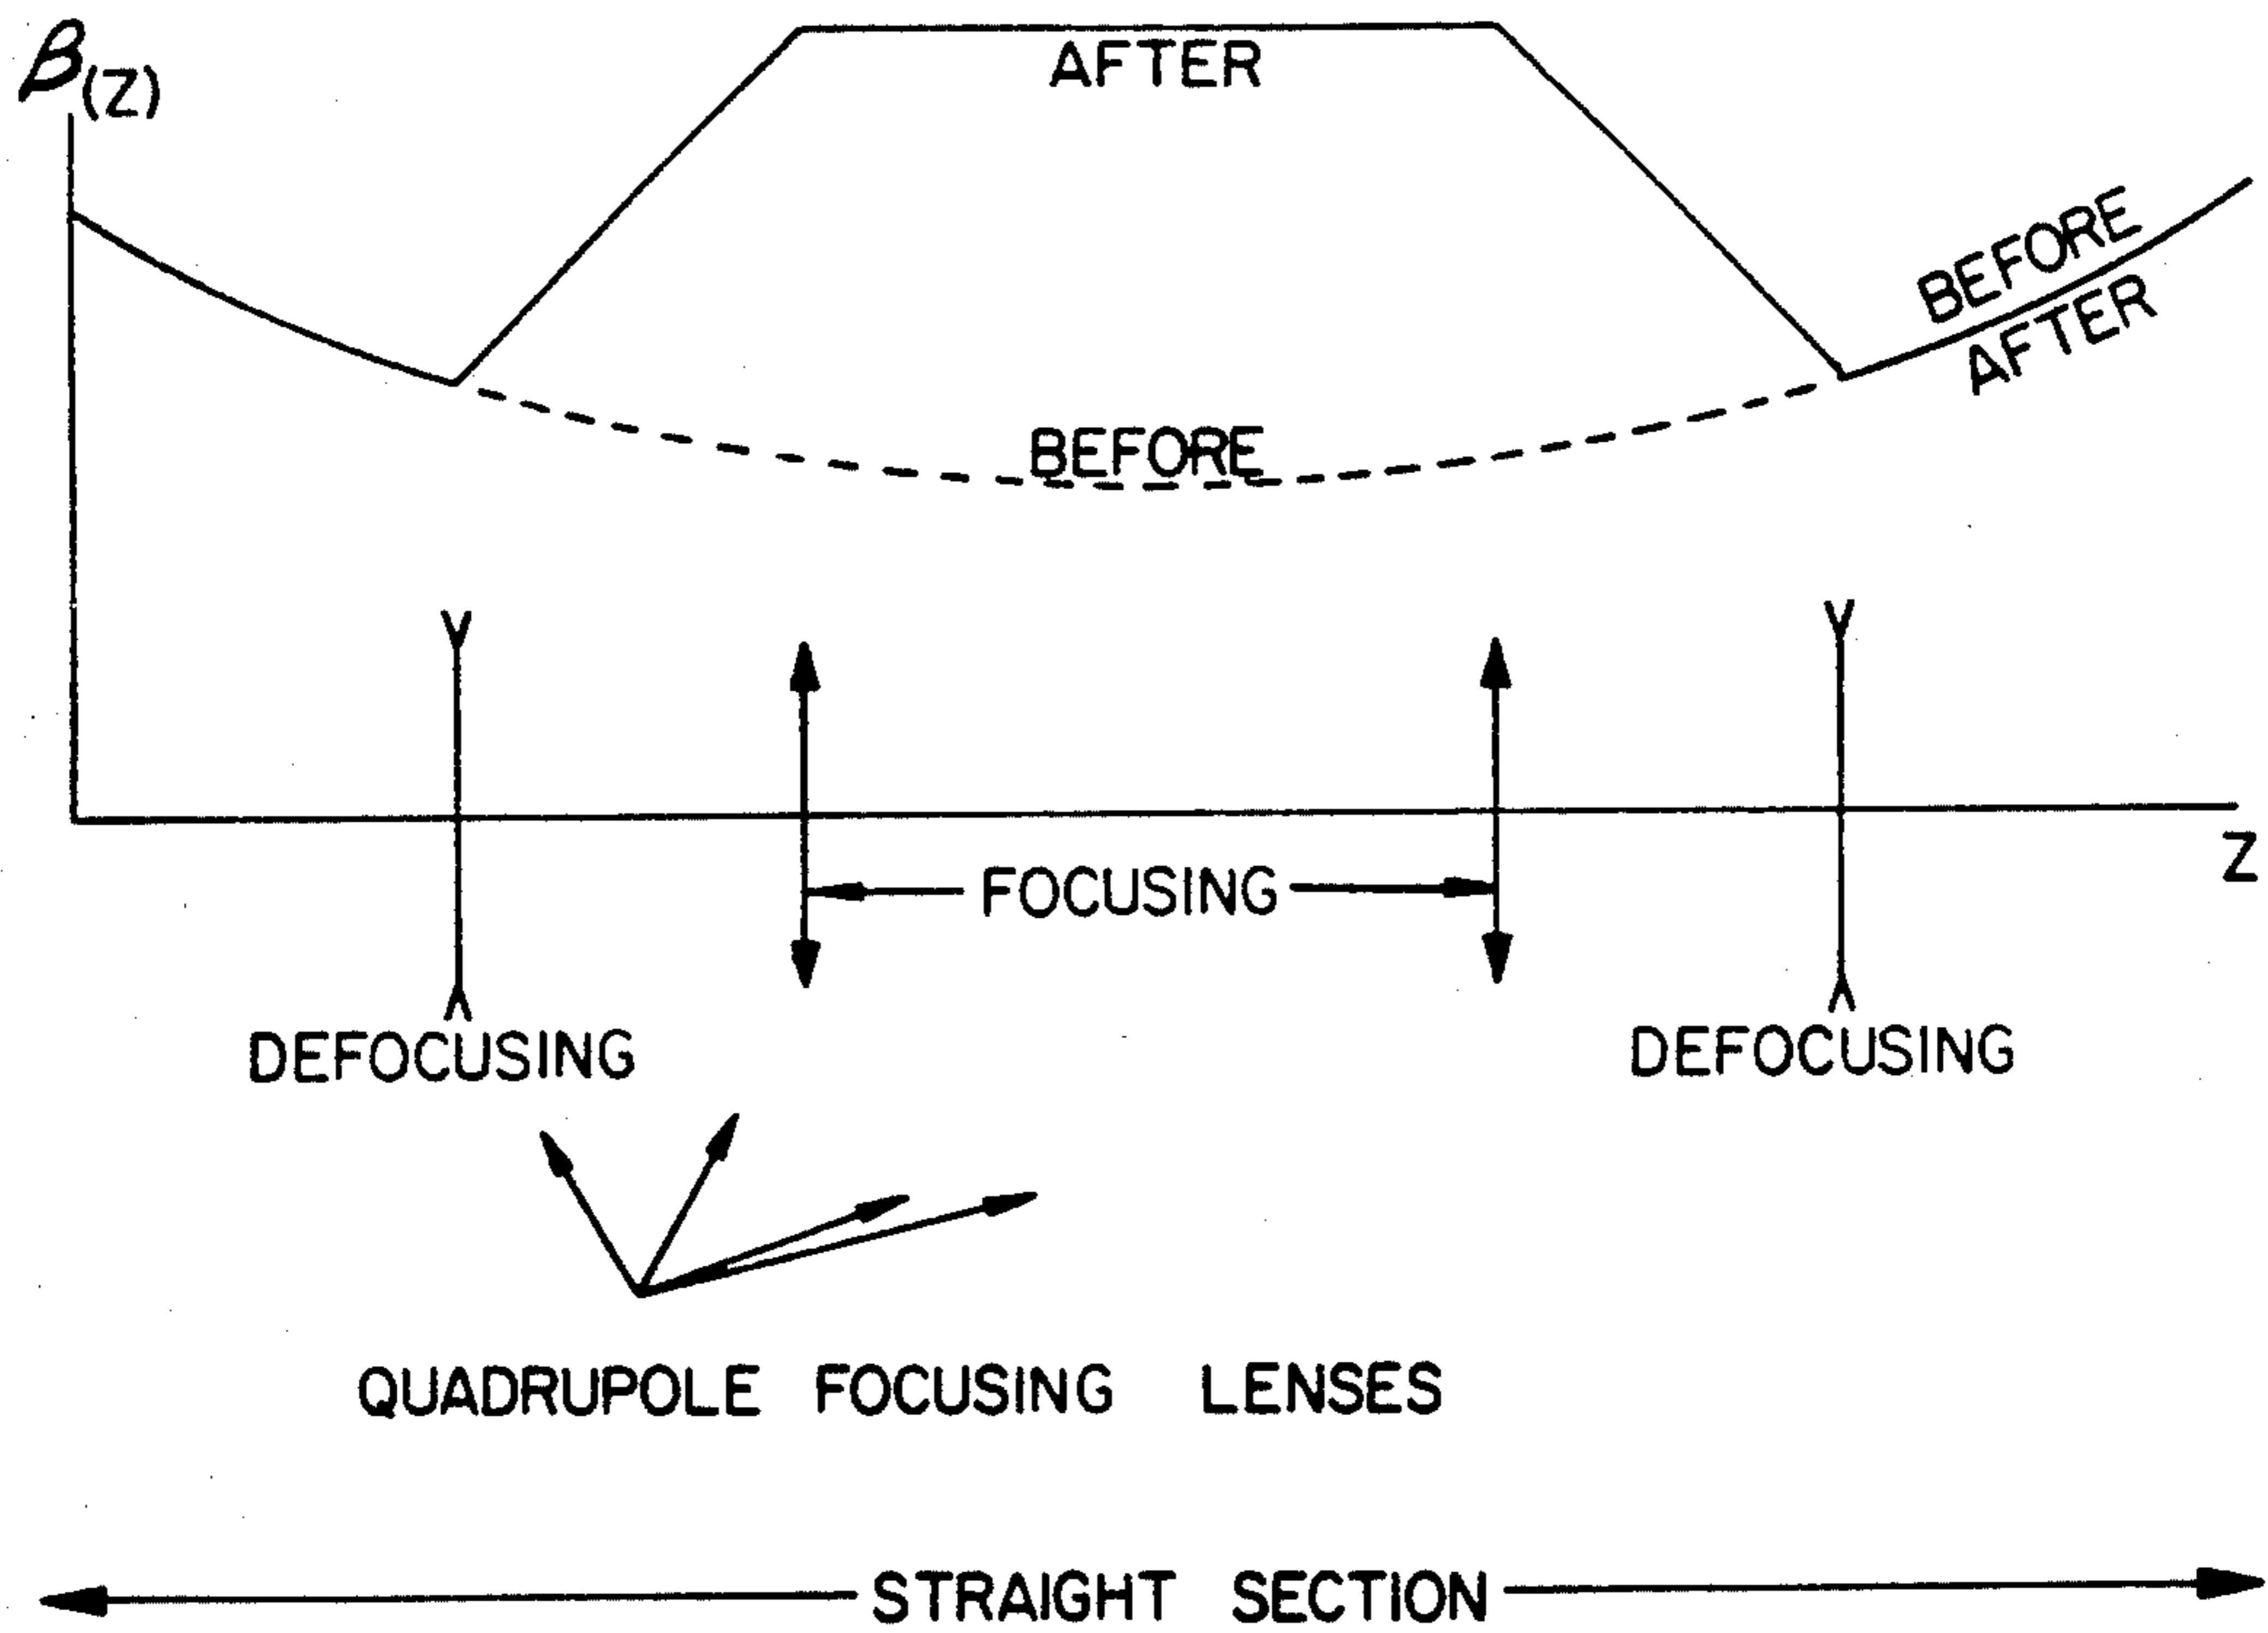 β(Z)
AFTER
BEFORE
AFTER
BEFORE
Z
FOCUSING
DEFOCUSING
DEFOCUSING
QUADRUPOLE FOCUSING LENSES
STRAIGHT SECTION